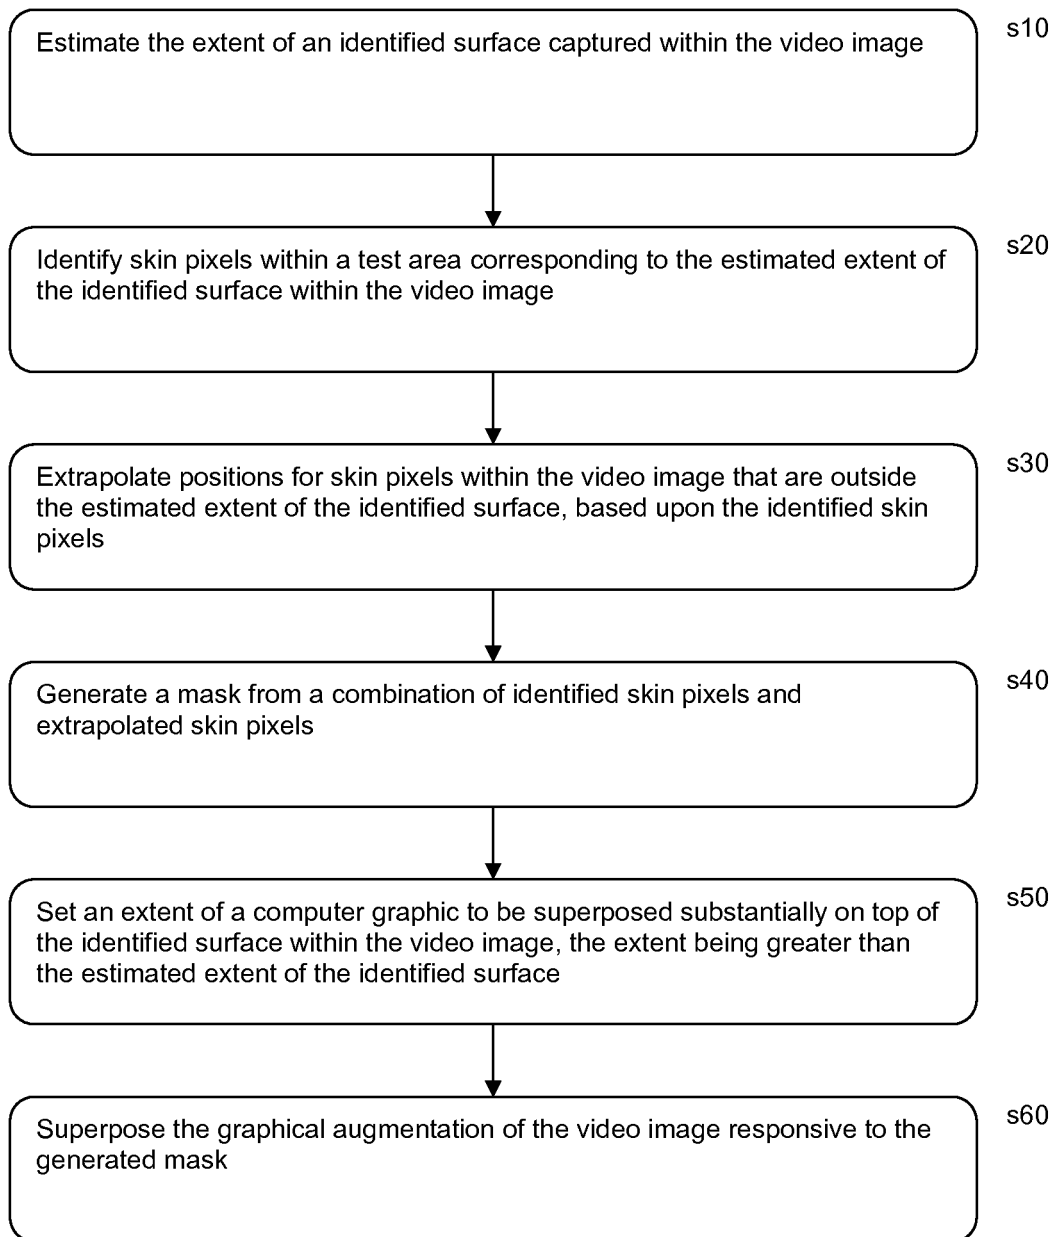 Estimate the extent of an identified surface captured within the video image
s10
Identify skin pixels within a test area corresponding to the estimated extent of
the identified surface within the video image
s20
Extrapolate positions for skin pixels within the video image that are outside
the estimated extent of the identified surface, based upon the identified skin
pixels
s30
Generate a mask from a combination of identified skin pixels and
extrapolated skin pixels
s40
Set an extent of a computer graphic to be superposed substantially on top of
the identified surface within the video image, the extent being greater than
the estimated extent of the identified surface
s50
Superpose the graphical augmentation of the video image responsive to the
generated mask
s60